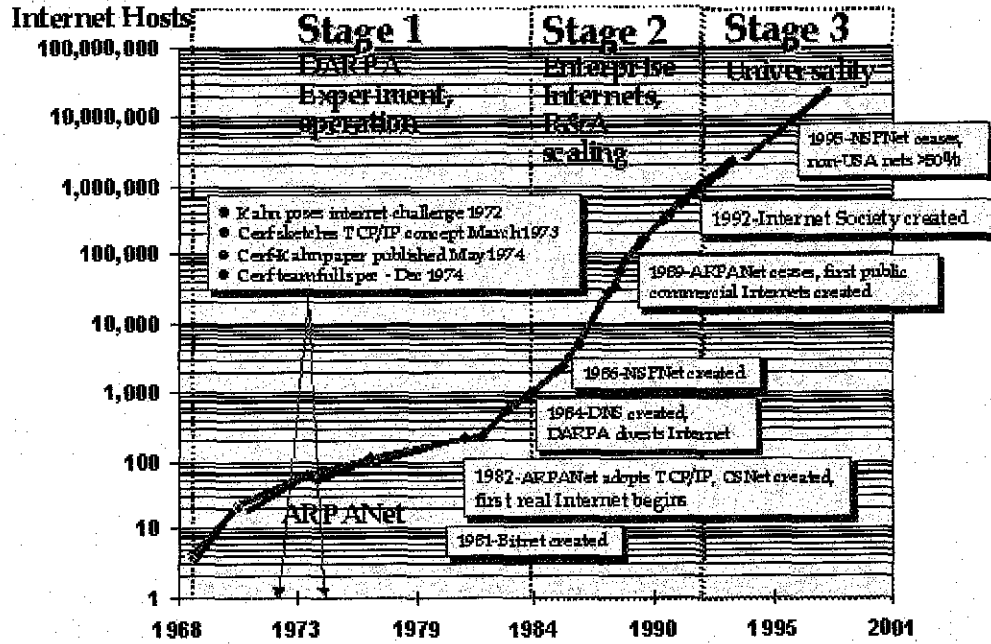 Internet Hosts
100,000,000
10,000,000
1,000,000
100,000
10,000
1,000
100
10
1
Stage 1
DARPA
Experiment,
operation
Stage 2
Enterprise
Internets,
R&A
scaling
Stage 3
Universality
1995-NSFNet ceases,
non-USA nets >50%
• Kahn poses internet challenge 1972
• Cerf sketches TCP/IP concept March 1973
• Cerf-Kahn paper published May 1974
• Cerf team full spec - Dec 1974
1992-Internet Society created
1989-ARPANet ceases, first public
commercial Internets created
1986-NSFNet created
1984-DNS created,
DARPA divests Internet
1982-ARPANet adopts TCP/IP, CSNet created,
first real Internet begins
ARPANet
1981-Bitnet created
1968 1973 1979 1984 1990 1995 2001